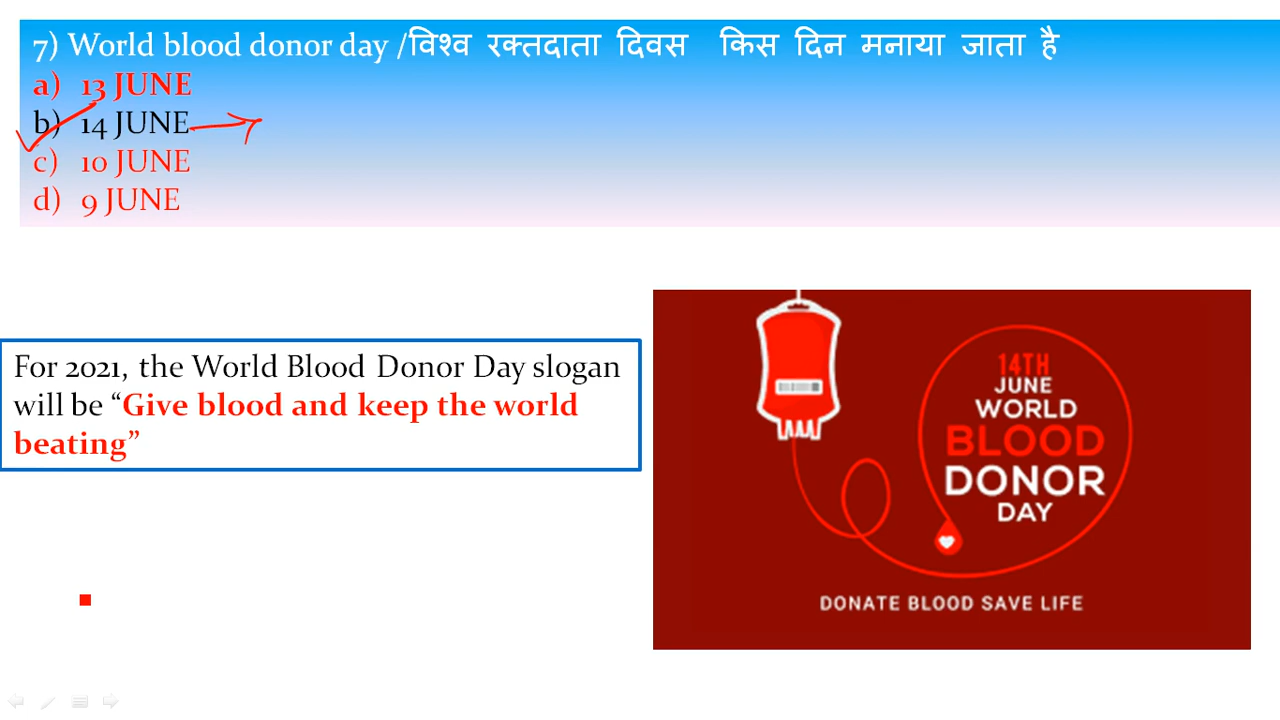 7) World blood donor day /विश्व रक्तदाता दिवस किस दिन मनाया जाता है
a) 13 JUNE
b) 14 JUNE
c) 10 JUNE
d) 9 JUNE
For 2021, the World Blood Donor Day slogan
will be “Give blood and keep the world
beating”
14TH
JUNE
WORLD
BLOOD
DONOR
DAY
DONATE BLOOD SAVE LIFE